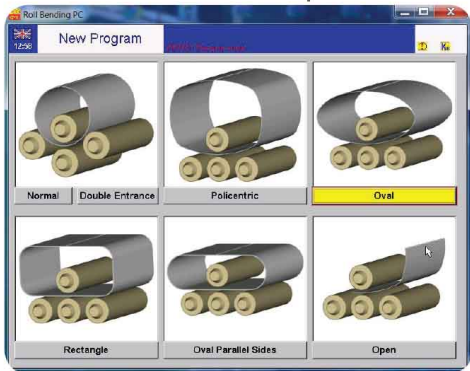 Roll Bending PC
12:58
New Program
Normal
Double Entrance
Policentric
Oval
Rectangle
Oval Parallel Sides
Open